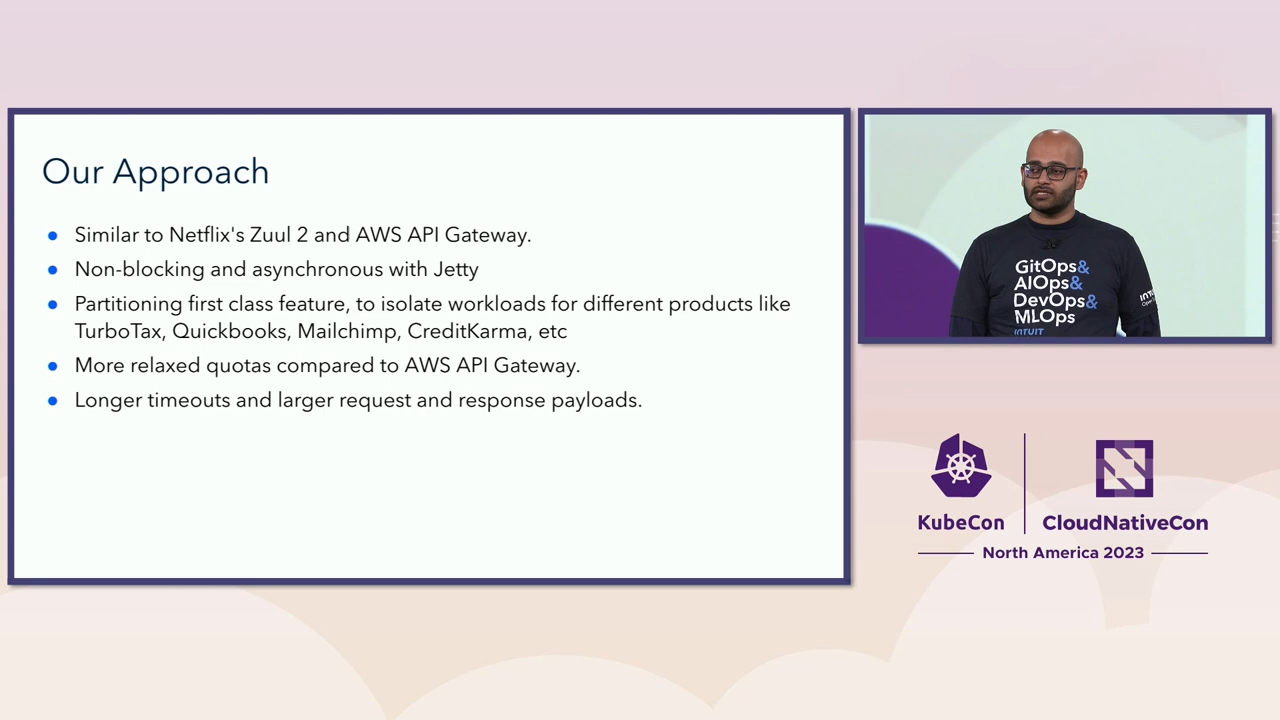 Our Approach
● Similar to Netflix's Zuul 2 and AWS API Gateway.
● Non-blocking and asynchronous with Jetty
● Partitioning first class feature, to isolate workloads for different products like
TurboTax, Quickbooks, Mailchimp, CreditKarma, etc
● More relaxed quotas compared to AWS API Gateway.
● Longer timeouts and larger request and response payloads.
GitOps&
AIOps&
DevOps&
MLOps
INTUIT
KubeCon
CloudNativeCon
North America 2023